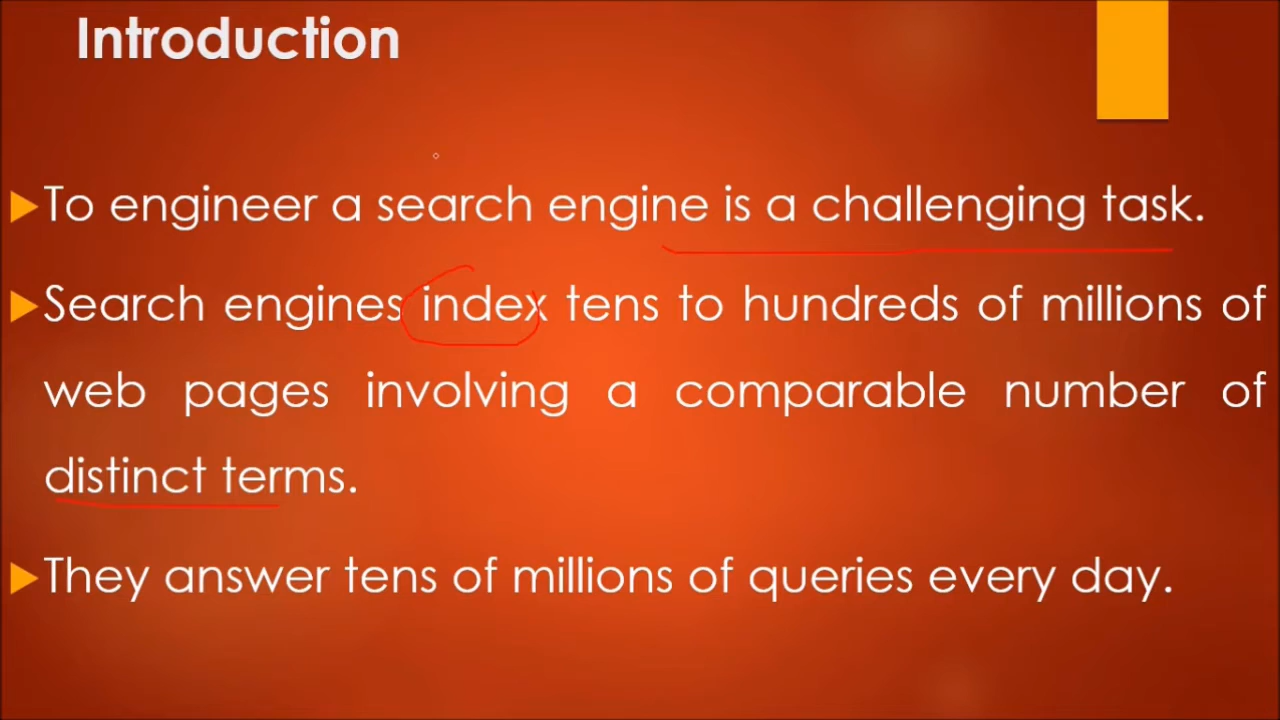 Introduction
To engineer a search engine is a challenging task.
Search engines index tens to hundreds of millions of
web pages involving a comparable number of
distinct terms.
They answer tens of millions of queries every day.